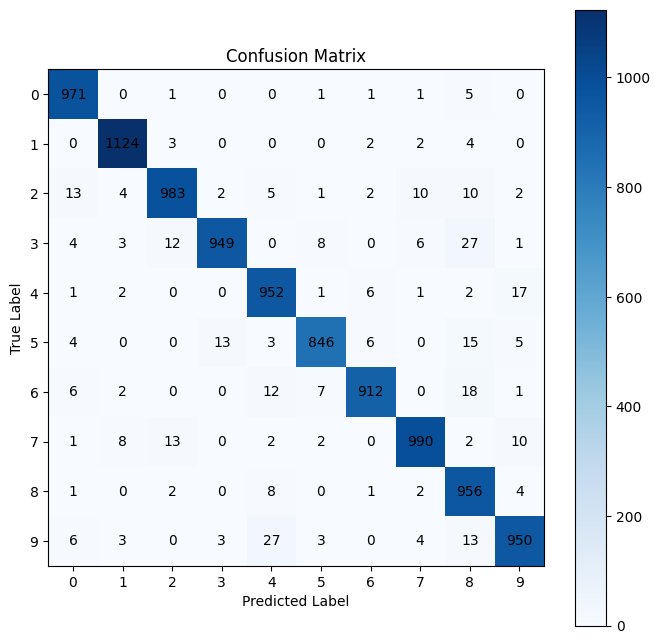 Confusion Matrix
0 971 0 1 0 0 1 1 1 5 0
1 0 1124 3 0 0 0 2 2 4 0
2 13 4 983 2 5 1 2 10 10 2
3 4 3 12 949 0 8 0 6 27 1
4 1 2 0 0 952 1 6 1 2 17
5 4 0 0 13 3 846 6 0 15 5
6 6 2 0 0 12 7 912 0 18 1
7 1 8 13 0 2 2 0 990 2 10
8 1 0 2 0 8 0 1 2 956 4
9 6 3 0 3 27 3 0 4 13 950
0 1 2 3 4 5 6 7 8 9
Predicted Label
True Label
1000
800
600
400
200
0